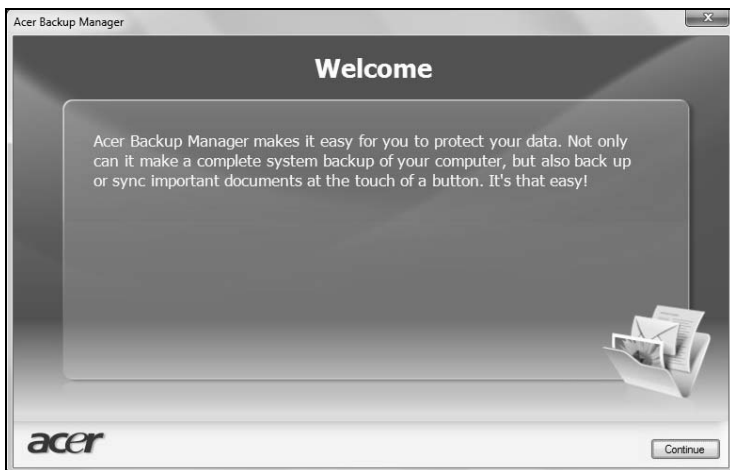 Acer Backup Manager
x
Welcome
Acer Backup Manager makes it easy for you to protect your data. Not only
can it make a complete system backup of your computer, but also back up
or sync important documents at the touch of a button. It's that easy!
acer
Continue